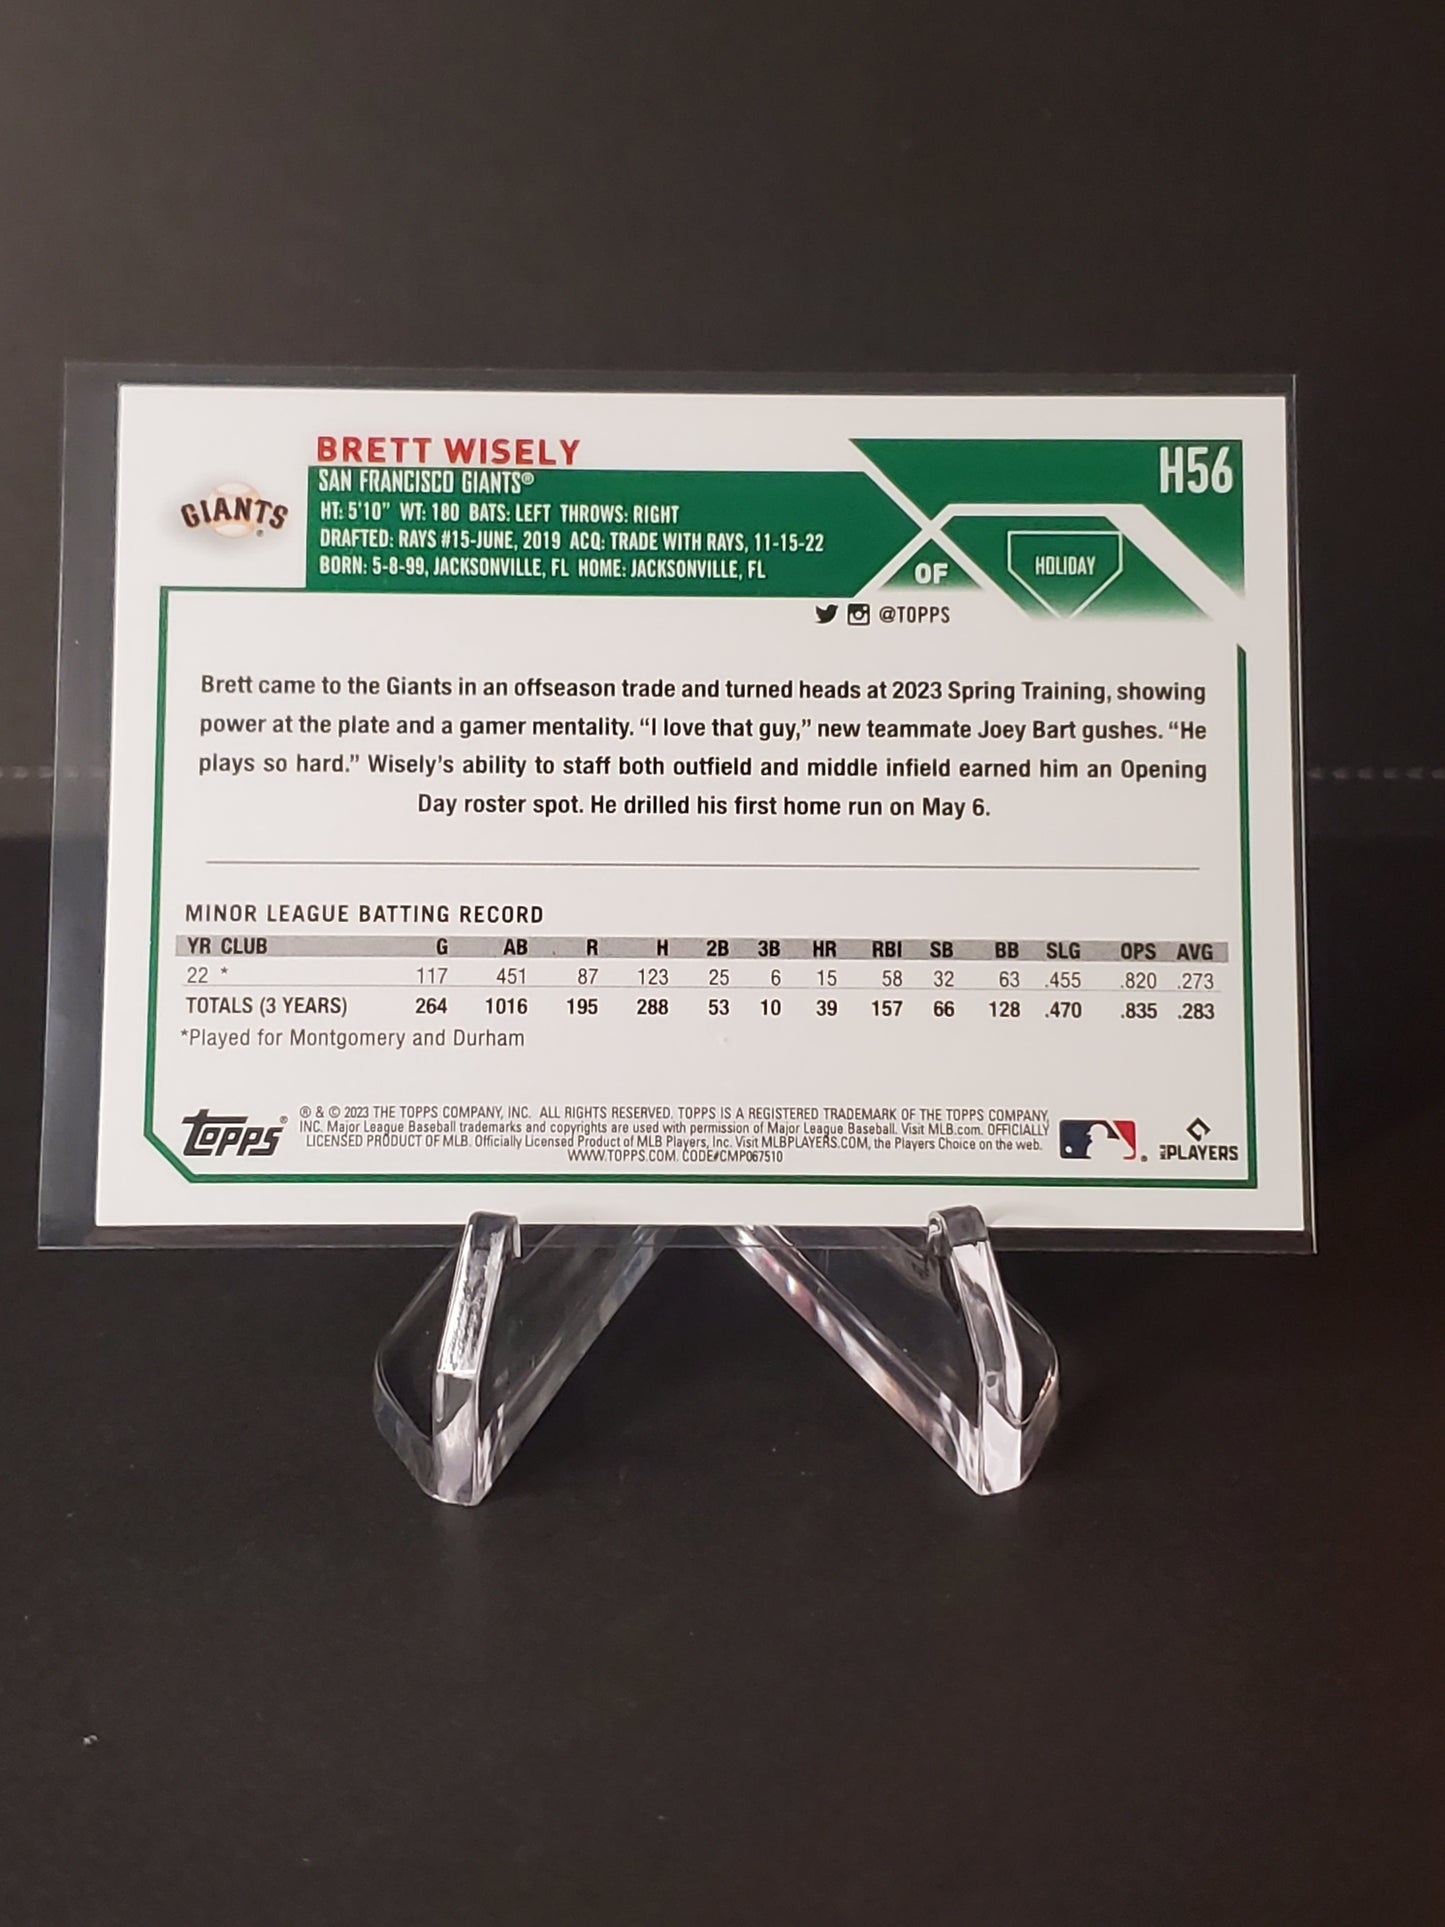 BRETT WISELY
H56
SAN FRANCISCO GIANTS®
GIANTS
HT: 5'10" WT: 180 BATS: LEFT THROWS: RIGHT
DRAFTED: RAYS #15-JUNE, 2019 ACQ: TRADE WITH RAYS, 11-15-22
BORN: 5-8-99, JACKSONVILLE, FL HOME: JACKSONVILLE, FL
OF
HOLIDAY
@TOPPS
Brett came to the Giants in an offseason trade and turned heads at 2023 Spring Training, showing
power at the plate and a gamer mentality. “I love that guy,” new teammate Joey Bart gushes. “He
plays so hard.” Wisely’s ability to staff both outfield and middle infield earned him an Opening
Day roster spot. He drilled his first home run on May 6.
MINOR LEAGUE BATTING RECORD
YR CLUB G AB R H 2B 3B HR RBI SB BB SLG OPS AVG
22 * 117 451 87 123 25 6 15 58 32 63 .455 .820 .273
TOTALS (3 YEARS) 264 1016 195 288 53 10 39 157 66 128 .470 .835 .283
*Played for Montgomery and Durham
TOPPS®
® & © 2023 THE TOPPS COMPANY, INC. ALL RIGHTS RESERVED. TOPPS IS A REGISTERED TRADEMARK OF THE TOPPS COMPANY,
INC. Major League Baseball trademarks and copyrights are used with permission of Major League Baseball. Visit MLB.com. OFFICIALLY
LICENSED PRODUCT OF MLB. Officially Licensed Product of MLB Players, Inc. Visit MLBPLAYERS.COM, the Players Choice on the web.
WWW.TOPPS.COM. CODE#CMP067510
MLB PLAYERS